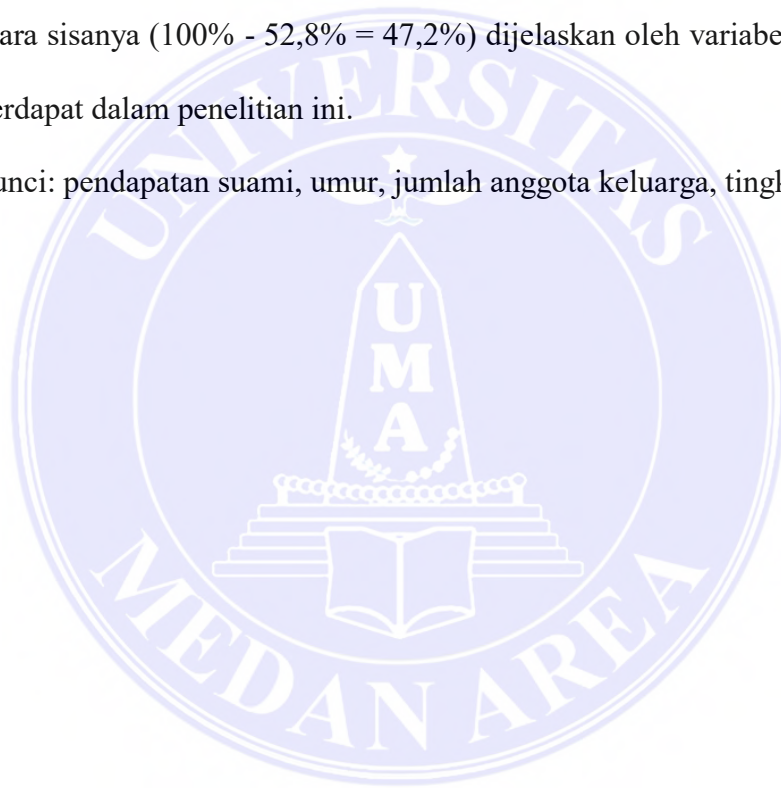 ara sisanya (100% - 52,8% = 47,2%) dijelaskan oleh variabe
erdapat dalam penelitian ini.
unci: pendapatan suami, umur, jumlah anggota keluarga, tingk
UNIVERSITAS
U
M
A
MEDAN AREA